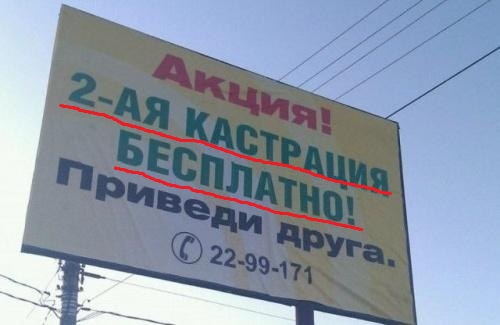 Акция!
2-АЯ КАСТРАЦИЯ
БЕСПЛАТНО!
Приведи друга.
22-99-171